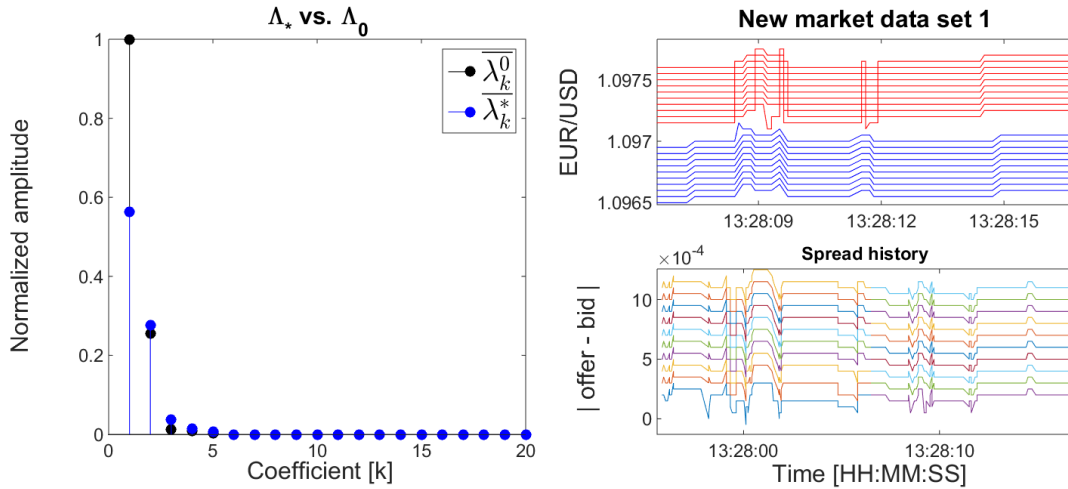 Λ* vs. Λ0
1
0.8
0.6
0.4
0.2
0
Normalized amplitude
λ0k
λ*k
0
5
10
15
20
Coefficient [k]
New market data set 1
1.0975
1.097
1.0965
EUR/USD
13:28:09
13:28:12
13:28:15
Spread history
×10-4
10
5
0
| offer - bid |
13:28:00
13:28:10
Time [HH:MM:SS]